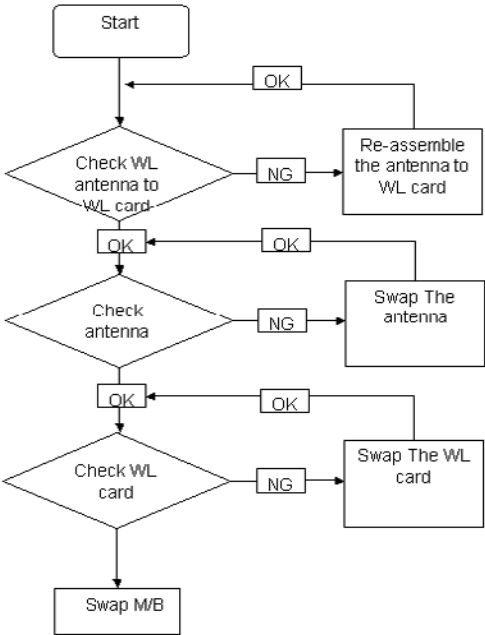 Start
OK
Check WL
antenna to
WL card
NG
Re-assemble
the antenna to
WL card
OK
OK
Check
antenna
NG
Swap The
antenna
OK
OK
Check WL
card
NG
Swap The WL
card
Swap M/B